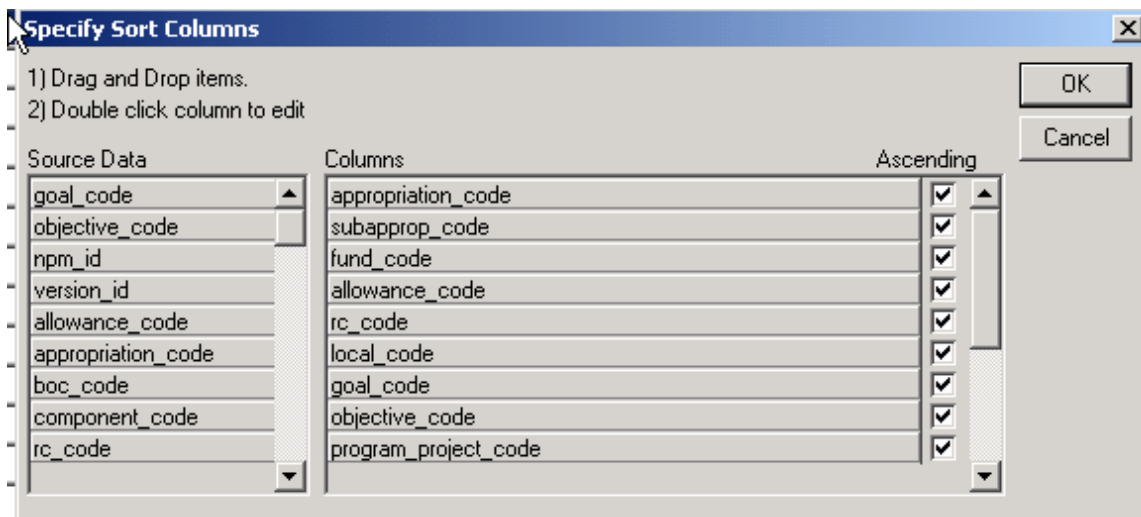 Specify Sort Columns
1) Drag and Drop items.
2) Double click column to edit
OK
Cancel
Source Data
Columns
Ascending
goal_code
objective_code
npm_id
version_id
allowance_code
appropriation_code
boc_code
component_code
rc_code
appropriation_code
subapprop_code
fund_code
allowance_code
rc_code
local_code
goal_code
objective_code
program_project_code